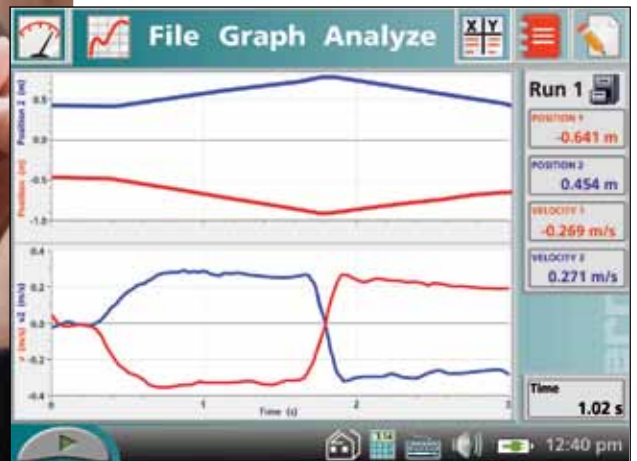 File Graph Analyze
X Y
Run 1
POSITION 1
-0.641 m
POSITION 2
0.454 m
VELOCITY 1
-0.269 m/s
VELOCITY 2
0.271 m/s
Time
1.02 s
Position (m) Position 2 (m)
0.5
0.0
-0.5
-1.0
v (m/s) v2 (m/s)
0.4
0.2
0.0
-0.2
-0.4
0 1 2 3
Time (s)
12:40 pm